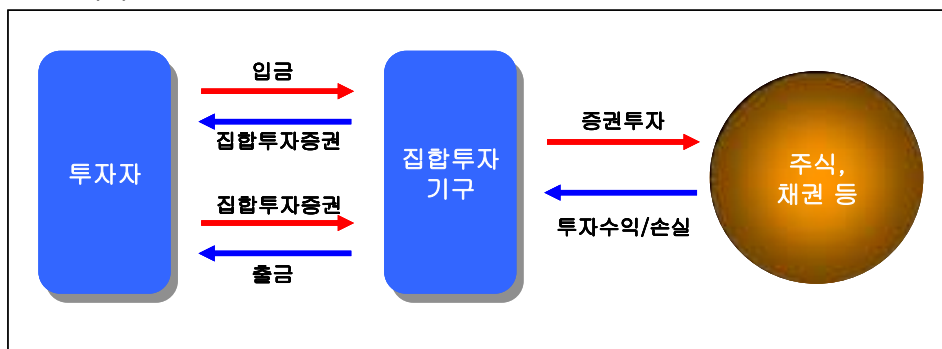 입금
집합투자증권
투자자
집합투자증권
출금
집합투자
기구
증권투자
투자수익/손실
주식,
채권 등